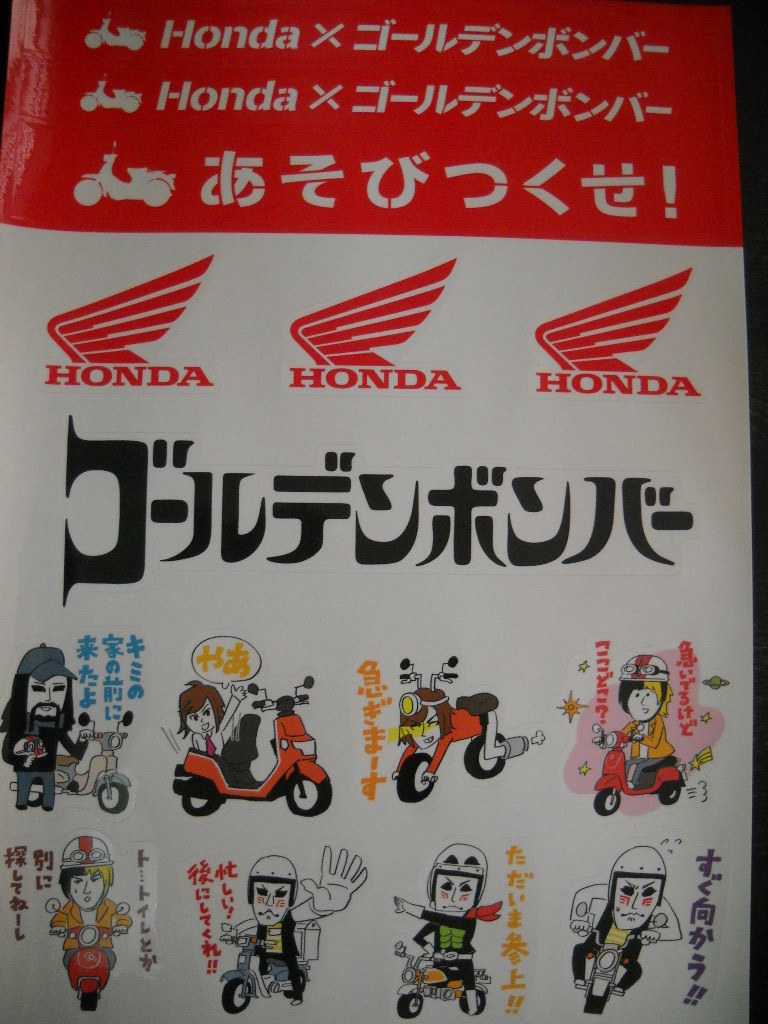 Honda×ゴールデンボンバー
Honda×ゴールデンボンバー
あそびつくせ!
HONDA
HONDA
HONDA
ゴールデンボンバー
キミの
家の前に
来たよ
やあ
急ぎまーす
急いでるけど
ここどこ?
ト…トイレとか
別に
探してねーし
忙しい!
後にしてくれ!!
ただいま参上!!
すぐ向かう!!